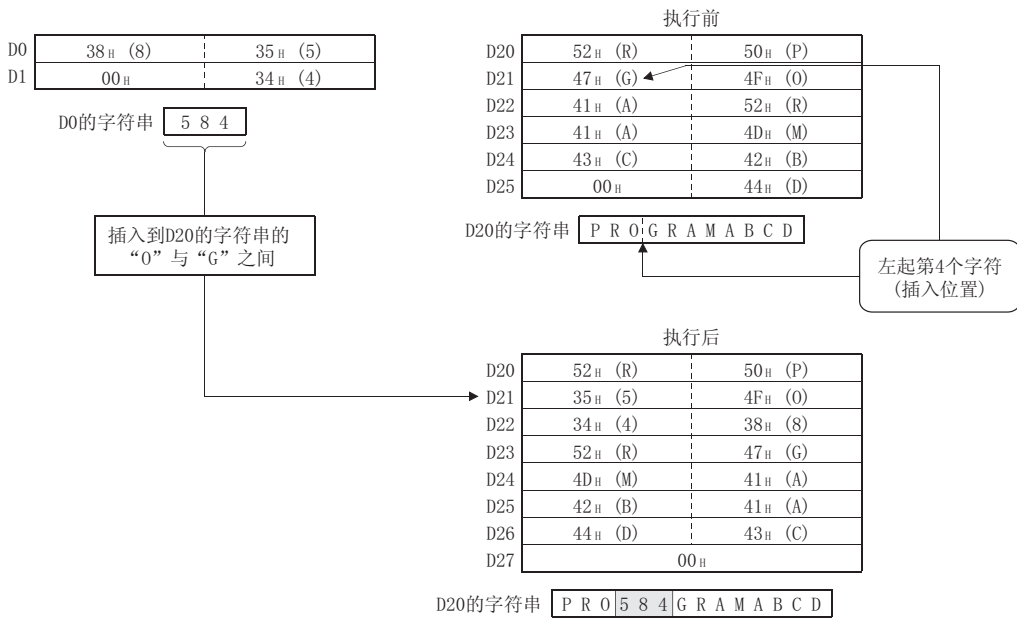 D0 38H (8) 35H (5)
D1 00H 34H (4)
D0的字符串 5 8 4
插入到D20的字符串的
“O”与“G”之间
执行前
D20 52H (R) 50H (P)
D21 47H (G) 4FH (O)
D22 41H (A) 52H (R)
D23 41H (A) 4DH (M)
D24 43H (C) 42H (B)
D25 00H 44H (D)
D20的字符串 P R O G R A M A B C D
左起第4个字符
(插入位置)
执行后
D20 52H (R) 50H (P)
D21 35H (5) 4FH (O)
D22 34H (4) 38H (8)
D23 52H (R) 47H (G)
D24 4DH (M) 41H (A)
D25 42H (B) 41H (A)
D26 44H (D) 43H (C)
D27 00H
D20的字符串 P R O 5 8 4 G R A M A B C D